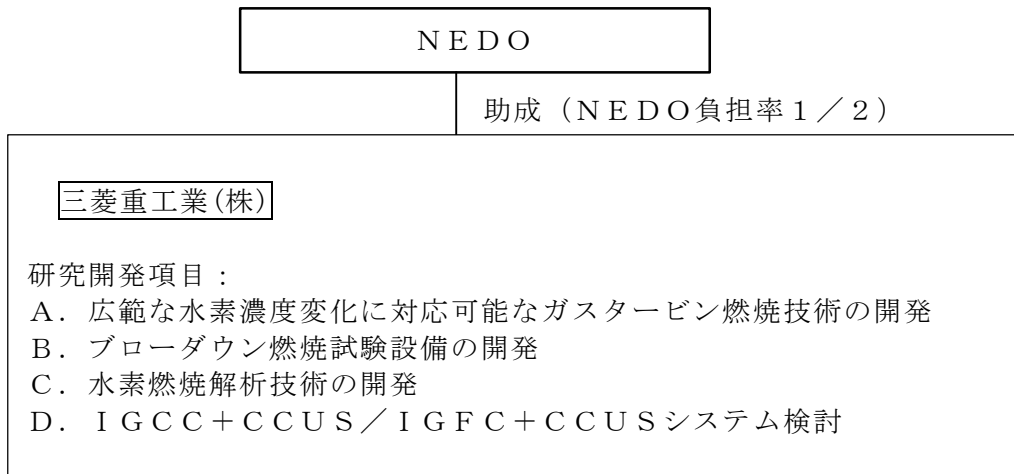 ＮＥＤＯ
助成（ＮＥＤＯ負担率１／２）
三菱重工業(株)
研究開発項目：
Ａ．広範な水素濃度変化に対応可能なガスタービン燃焼技術の開発
Ｂ．ブローダウン燃焼試験設備の開発
Ｃ．水素燃焼解析技術の開発
Ｄ．ＩＧＣＣ＋ＣＣＵＳ／ＩＧＦＣ＋ＣＣＵＳシステム検討